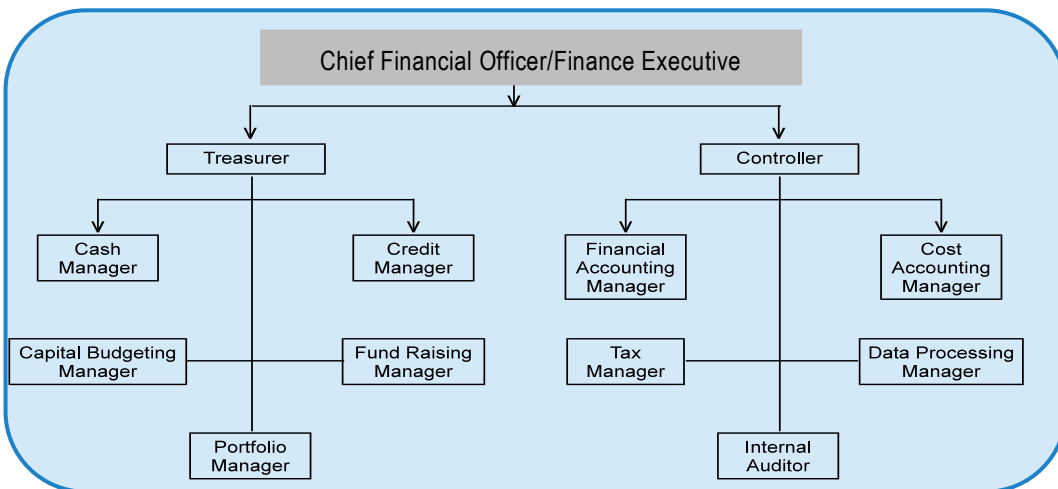 Chief Financial Officer/Finance Executive
Treasurer
Controller
Cash
Manager
Credit
Manager
Financial
Accounting
Manager
Cost
Accounting
Manager
Capital Budgeting
Manager
Fund Raising
Manager
Tax
Manager
Data Processing
Manager
Portfolio
Manager
Internal
Auditor